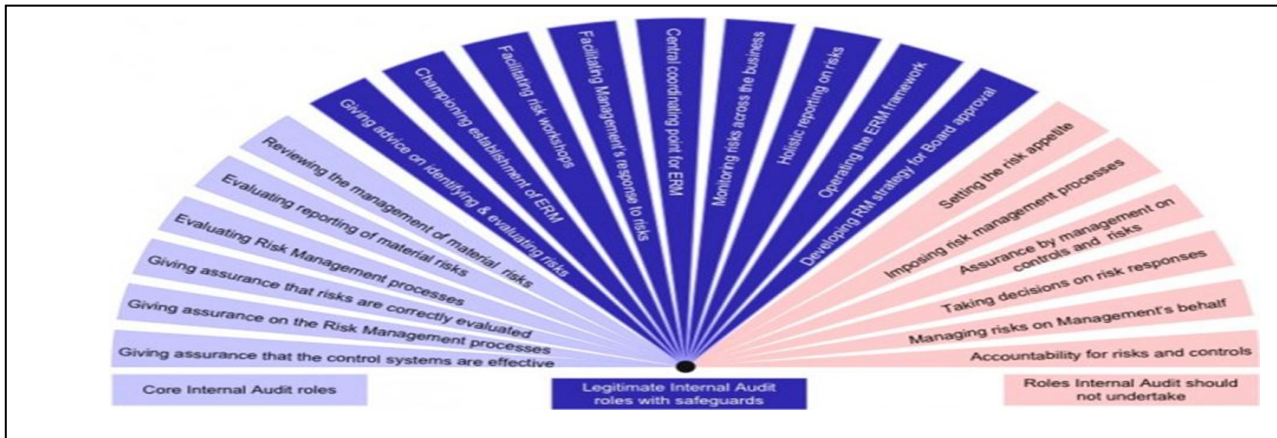 Giving assurance that the control systems are effective
Giving assurance on the Risk Management processes
Giving assurance that risks are correctly evaluated
Evaluating Risk Management processes
Evaluating reporting of material risks
Reviewing the management of material risks
Giving advice on identifying & evaluating risks
Championing establishment of ERM
Facilitating risk workshops
Facilitating Management's response to risks
Central coordinating point for ERM
Monitoring risks across the business
Holistic reporting on risks
Operating the ERM framework
Developing RM strategy for Board approval
Setting the risk appetite
Imposing risk management processes
Assurance by management on
controls and risks
Taking decisions on risk responses
Managing risks on Management's behalf
Accountability for risks and controls
Core Internal Audit roles
Legitimate Internal Audit
roles with safeguards
Roles Internal Audit should
not undertake